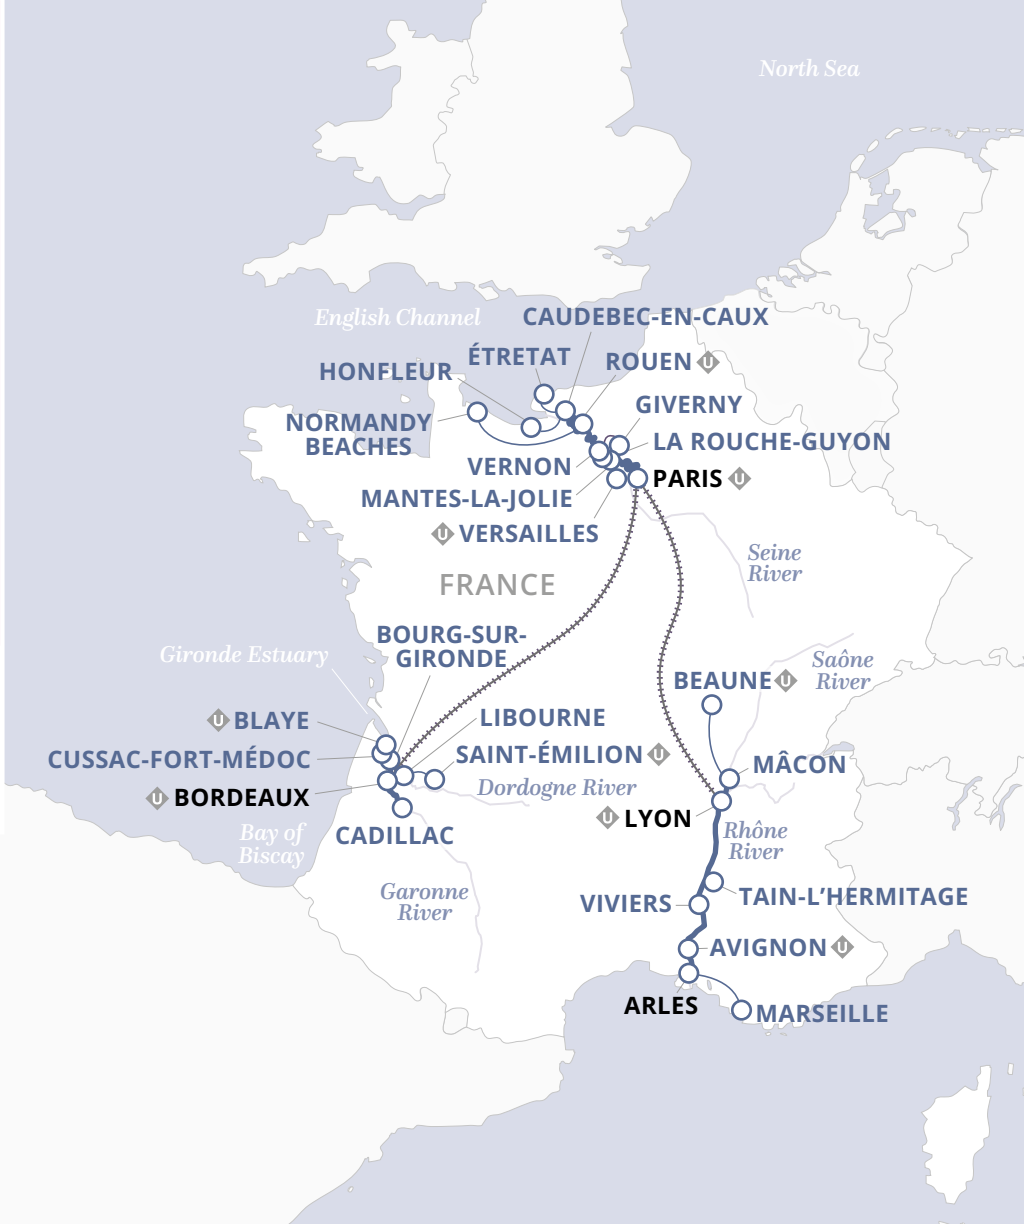 North Sea
English Channel
CAUDEBEC-EN-CAUX
ÉTRETAT
ROUEN U
HONFLEUR
GIVERNY
NORMANDY
BEACHES
LA ROUCHE-GUYON
VERNON
PARIS U
MANTES-LA-JOLIE
U VERSAILLES
Seine
River
FRANCE
BOURG-SUR-
GIRONDE
Gironde Estuary
Saône
River
BEAUNE U
U BLAYE
LIBOURNE
CUSSAC-FORT-MÉDOC
SAINT-ÉMILION U
MÂCON
Dordogne River
U BORDEAUX
U LYON
Bay of
Biscay
CADILLAC
Rhône
River
Garonne
River
VIVIERS
TAIN-L’HERMITAGE
AVIGNON U
ARLES
MARSEILLE